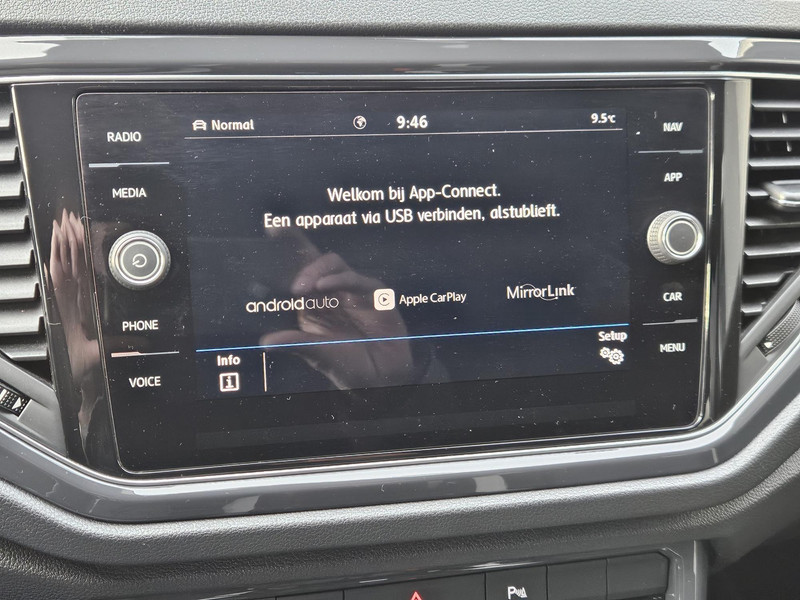 RADIO
MEDIA
PHONE
VOICE
Normal 9:46 9.5°C
Welkom bij App-Connect.
Een apparaat via USB verbinden, alstublieft.
androidauto Apple CarPlay MirrorLink
Info Setup
NAV
APP
CAR
MENU
P